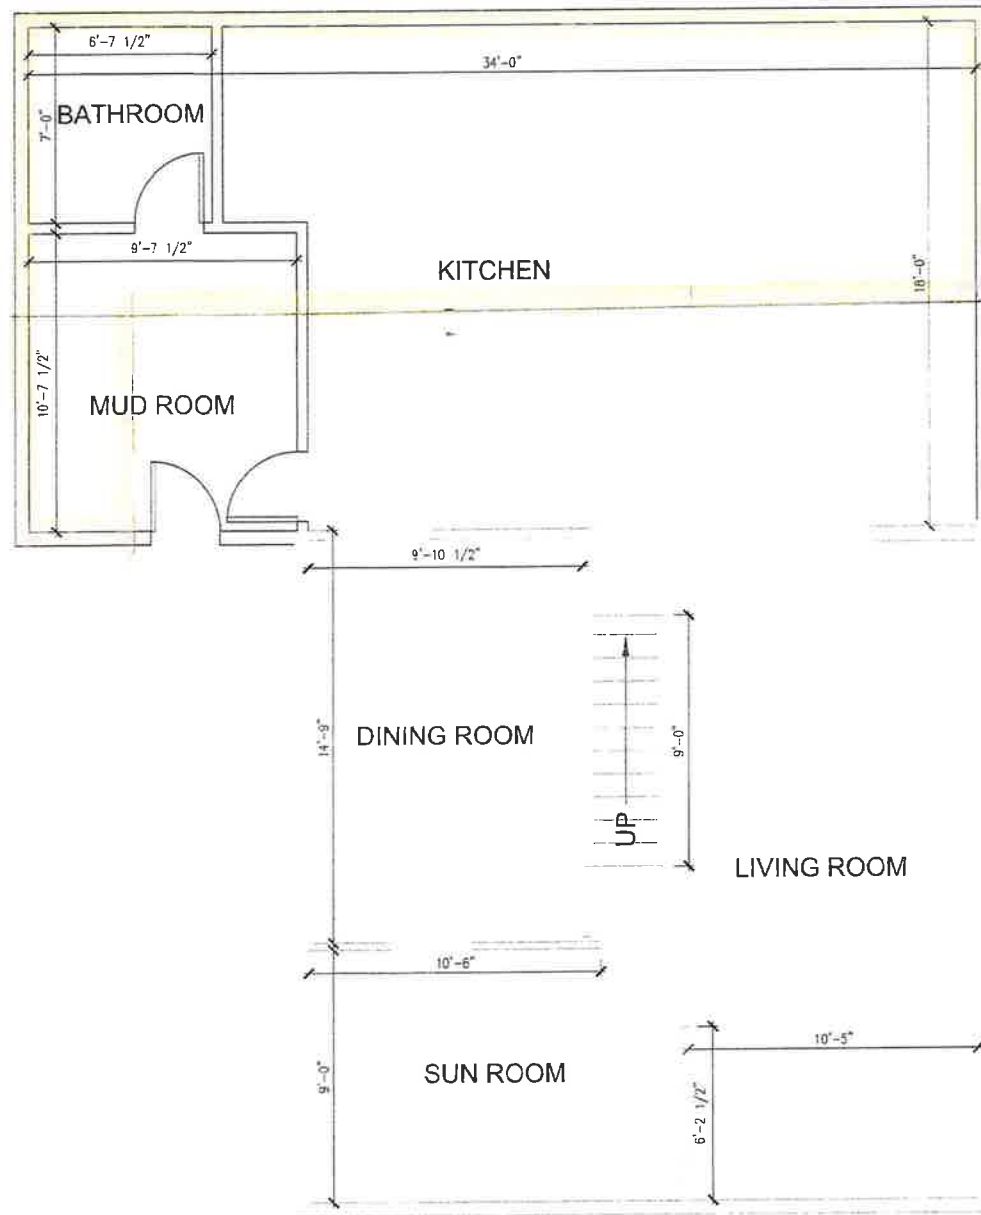 6'-7 1/2"
34'-0"
7'-0"
BATHROOM
9'-7 1/2"
KITCHEN
18'-0"
10'-7 1/2"
MUD ROOM
9'-10 1/2"
14'-9"
DINING ROOM
9'-0"
UP
LIVING ROOM
10'-6"
10'-5"
9'-0"
SUN ROOM
6'-2 1/2"